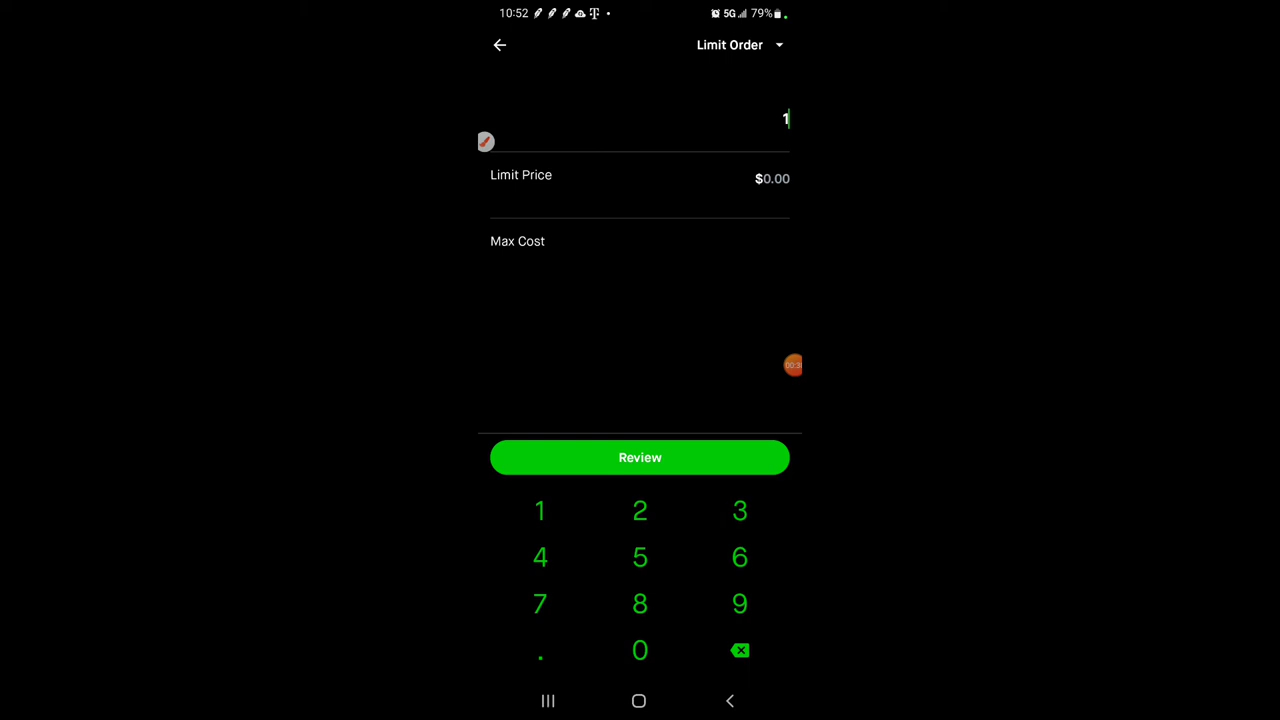 10:52 5G 79%
Limit Order
1
Limit Price $0.00
Max Cost
Review
1 2 3
4 5 6
7 8 9
. 0